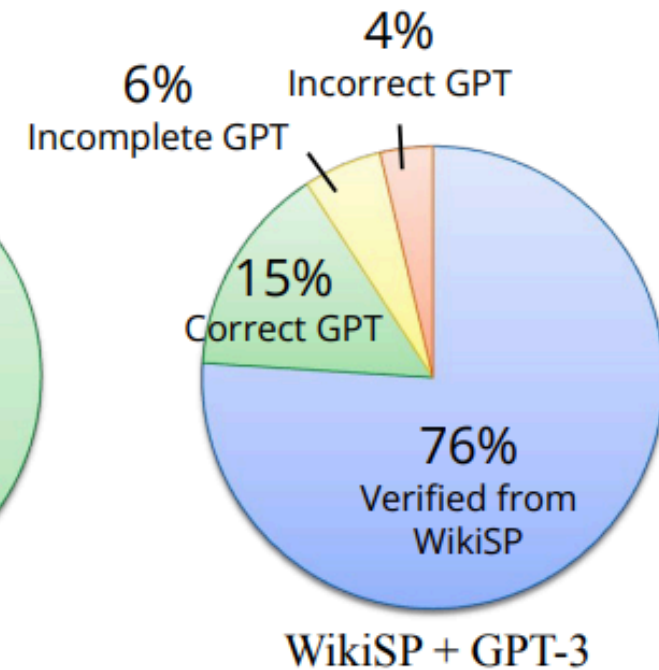 4%
Incorrect GPT
6%
Incomplete GPT
15%
Correct GPT
76%
Verified from
WikiSP
WikiSP + GPT-3